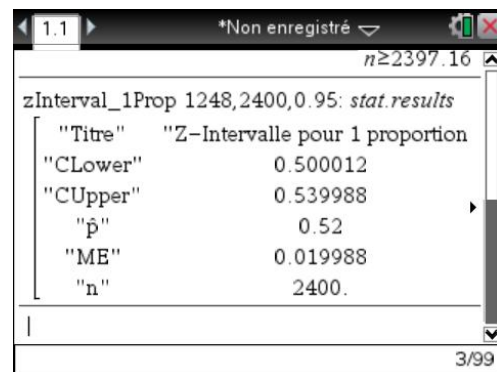 1.1 *Non enregistré
n≥2397.16
zInterval_1Prop 1248,2400,0.95: stat.results
"Titre" "Z−Intervalle pour 1 proportion
"CLower" 0.500012
"CUpper" 0.539988
"p̂" 0.52
"ME" 0.019988
"n" 2400.
3/99